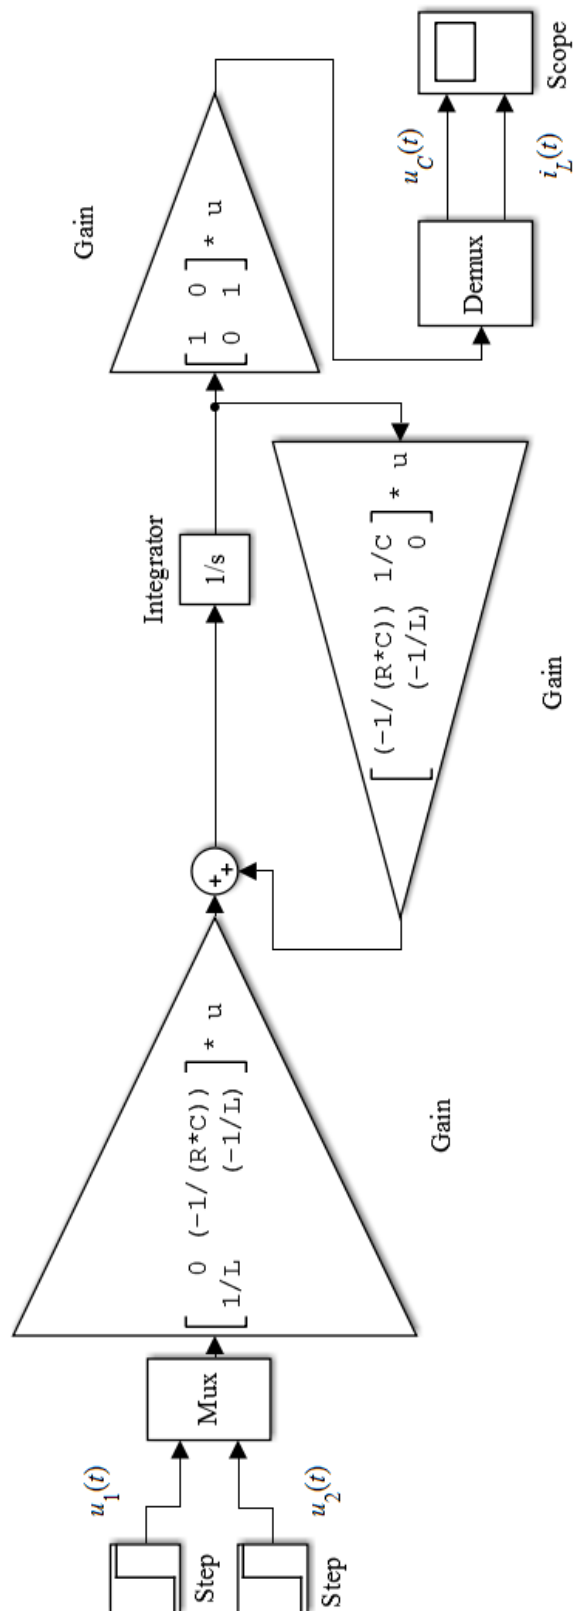 u1(t)
Step
u2(t)
Step
Mux
[ 0 (-1/(R*C))
1/L (-1/L) ] * u
Gain
++
Integrator
1/s
[ (-1/(R*C)) 1/C
(-1/L) 0 ] * u
Gain
Gain
[ 1 0
0 1 ] * u
Demux
uC(t)
iL(t)
Scope